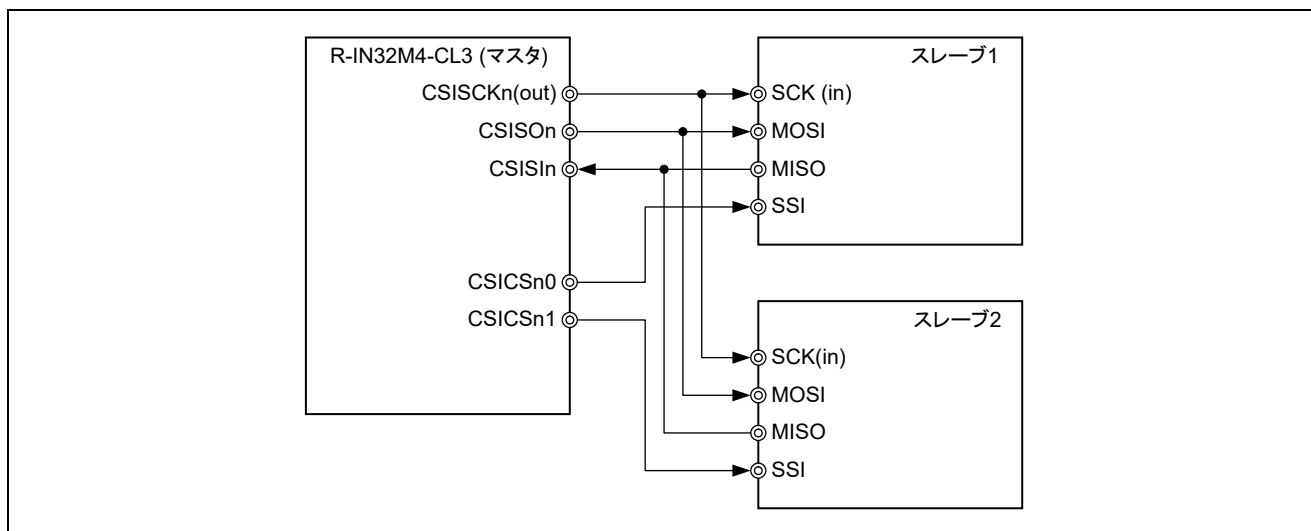 R-IN32M4-CL3 (マスタ)
CSISCKn(out)
CSISOn
CSISIn
CSICSn0
CSICSn1
スレーブ1
SCK (in)
MOSI
MISO
SSI
スレーブ2
SCK(in)
MOSI
MISO
SSI